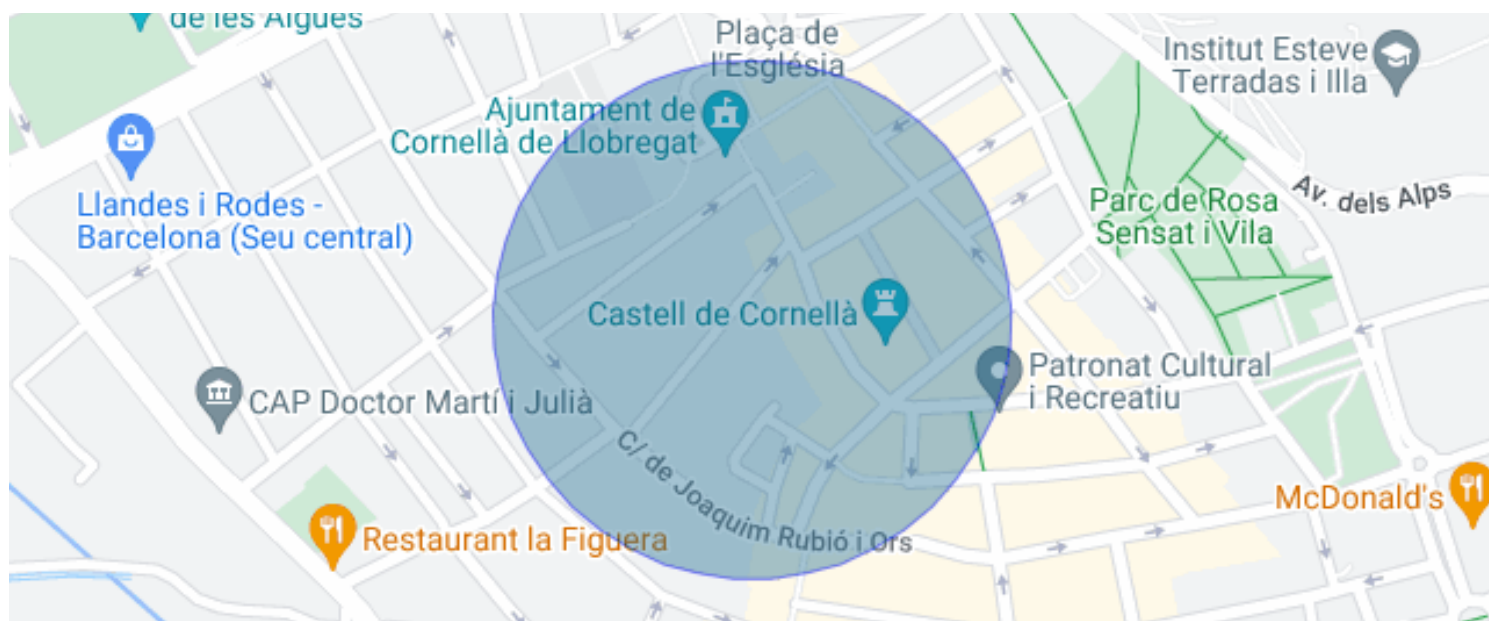 de les Aigües
Plaça de
l'Església
Institut Esteve
Terradas i Illa
Ajuntament de
Cornellà de Llobregat
Llandes i Rodes -
Barcelona (Seu central)
Parc de Rosa
Sensat i Vila
Av. dels Alps
Castell de Cornellà
Patronat Cultural
i Recreatiu
CAP Doctor Martí i Julià
C/ de Joaquim Rubió i Ors
McDonald's
Restaurant la Figuera